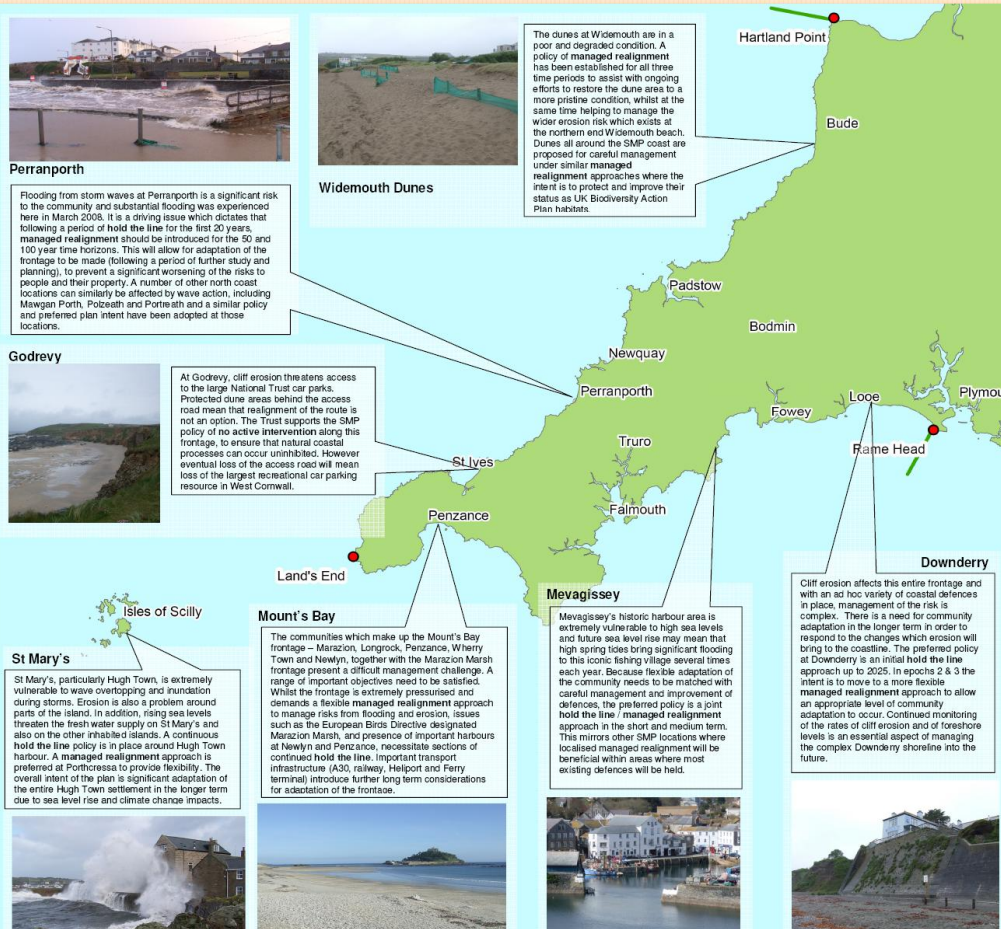 Perranporth
Flooding from storm waves at Perranporth is a significant risk
to the community and substantial flooding was experienced
here in March 2008. It is a driving issue which dictates that
following a period of hold the line for the first 20 years,
managed realignment should be introduced for the 50 and
100 year time horizons. This will allow for adaptation of the
frontage to be made (following a period of further study and
planning), to prevent a significant worsening of the risks to
people and their property. A number of other north coast
locations can similarly be affected by wave action, including
Mawgan Porth, Polzeath and Portreath and a similar policy
and preferred plan intent have been adopted at those
locations.
Widemouth Dunes
The dunes at Widemouth are in a
poor and degraded condition. A
policy of managed realignment
has been established for all three
time periods to assist with ongoing
efforts to restore the dune area to
a more pristine condition, whilst at the
same time helping to manage the
wider erosion risk which exists at
the northern end Widemouth beach.
Dunes all around the SMP coast are
proposed for careful management
under similar managed
realignment approaches where the
intent is to protect and improve their
status as UK Biodiversity Action
Plan habitats.
Hartland Point
Bude
Padstow
Bodmin
Newquay
Perranporth
Looe
Plymou
Fowey
Rame Head
Truro
St Ives
Falmouth
Penzance
Land's End
Isles of Scilly
Godrevy
At Godrevy, cliff erosion threatens access
to the large National Trust car parks.
Protected dune areas behind the access
road mean that realignment of the route is
not an option. The Trust supports the SMP
policy of no active intervention along this
frontage, to ensure that natural coastal
processes can occur uninhibited. However
eventual loss of the access road will mean
loss of the largest recreational car parking
resource in West Cornwall.
St Mary's
St Mary's, particularly Hugh Town, is extremely
vulnerable to wave overtopping and inundation
during storms. Erosion is also a problem around
parts of the island. In addition, rising sea levels
threaten the fresh water supply on St Mary's and
also on the other inhabited islands. A continuous
hold the line policy is in place around Hugh Town
harbour. A managed realignment approach is
preferred at Porthcressa to provide flexibility. The
overall intent of the plan is significant adaptation of
the entire Hugh Town settlement in the longer term
due to sea level rise and climate change impacts.
Mount's Bay
The communities which make up the Mount's Bay
frontage – Marazion, Longrock, Penzance, Wherry
Town and Newlyn, together with the Marazion Marsh
frontage present a difficult management challenge. A
range of important objectives need to be satisfied.
Whilst the frontage is extremely pressurised and
demands a flexible managed realignment approach
to manage risks from flooding and erosion, issues
such as the European Birds Directive designated
Marazion Marsh, and presence of important harbours
at Newlyn and Penzance, necessitate sections of
continued hold the line. Important transport
infrastructure (A30, railway, Heliport and Ferry
terminal) introduce further long term considerations
for adaptation of the frontage.
Mevagissey
Mevagissey's historic harbour area is
extremely vulnerable to high sea levels
and future sea level rise may mean that
high spring tides bring significant flooding
to this iconic fishing village several times
each year. Because flexible adaptation of
the community needs to be matched with
careful management and improvement of
defences, the preferred policy is a joint
hold the line / managed realignment
approach in the short and medium term.
This mirrors other SMP locations where
localised managed realignment will be
beneficial within areas where most
existing defences will be held.
Downderry
Cliff erosion affects this entire frontage and
with an ad hoc variety of coastal defences
in place, management of the risk is
complex. There is a need for community
adaptation in the longer term in order to
respond to the changes which erosion will
bring to the coastline. The preferred policy
at Downderry is an initial hold the line
approach up to 2025. In epochs 2 & 3 the
intent is to move to a more flexible
managed realignment approach to allow
an appropriate level of community
adaptation to occur. Continued monitoring
of the rates of cliff erosion and of foreshore
levels is an essential aspect of managing
the complex Downderry shoreline into the
future.